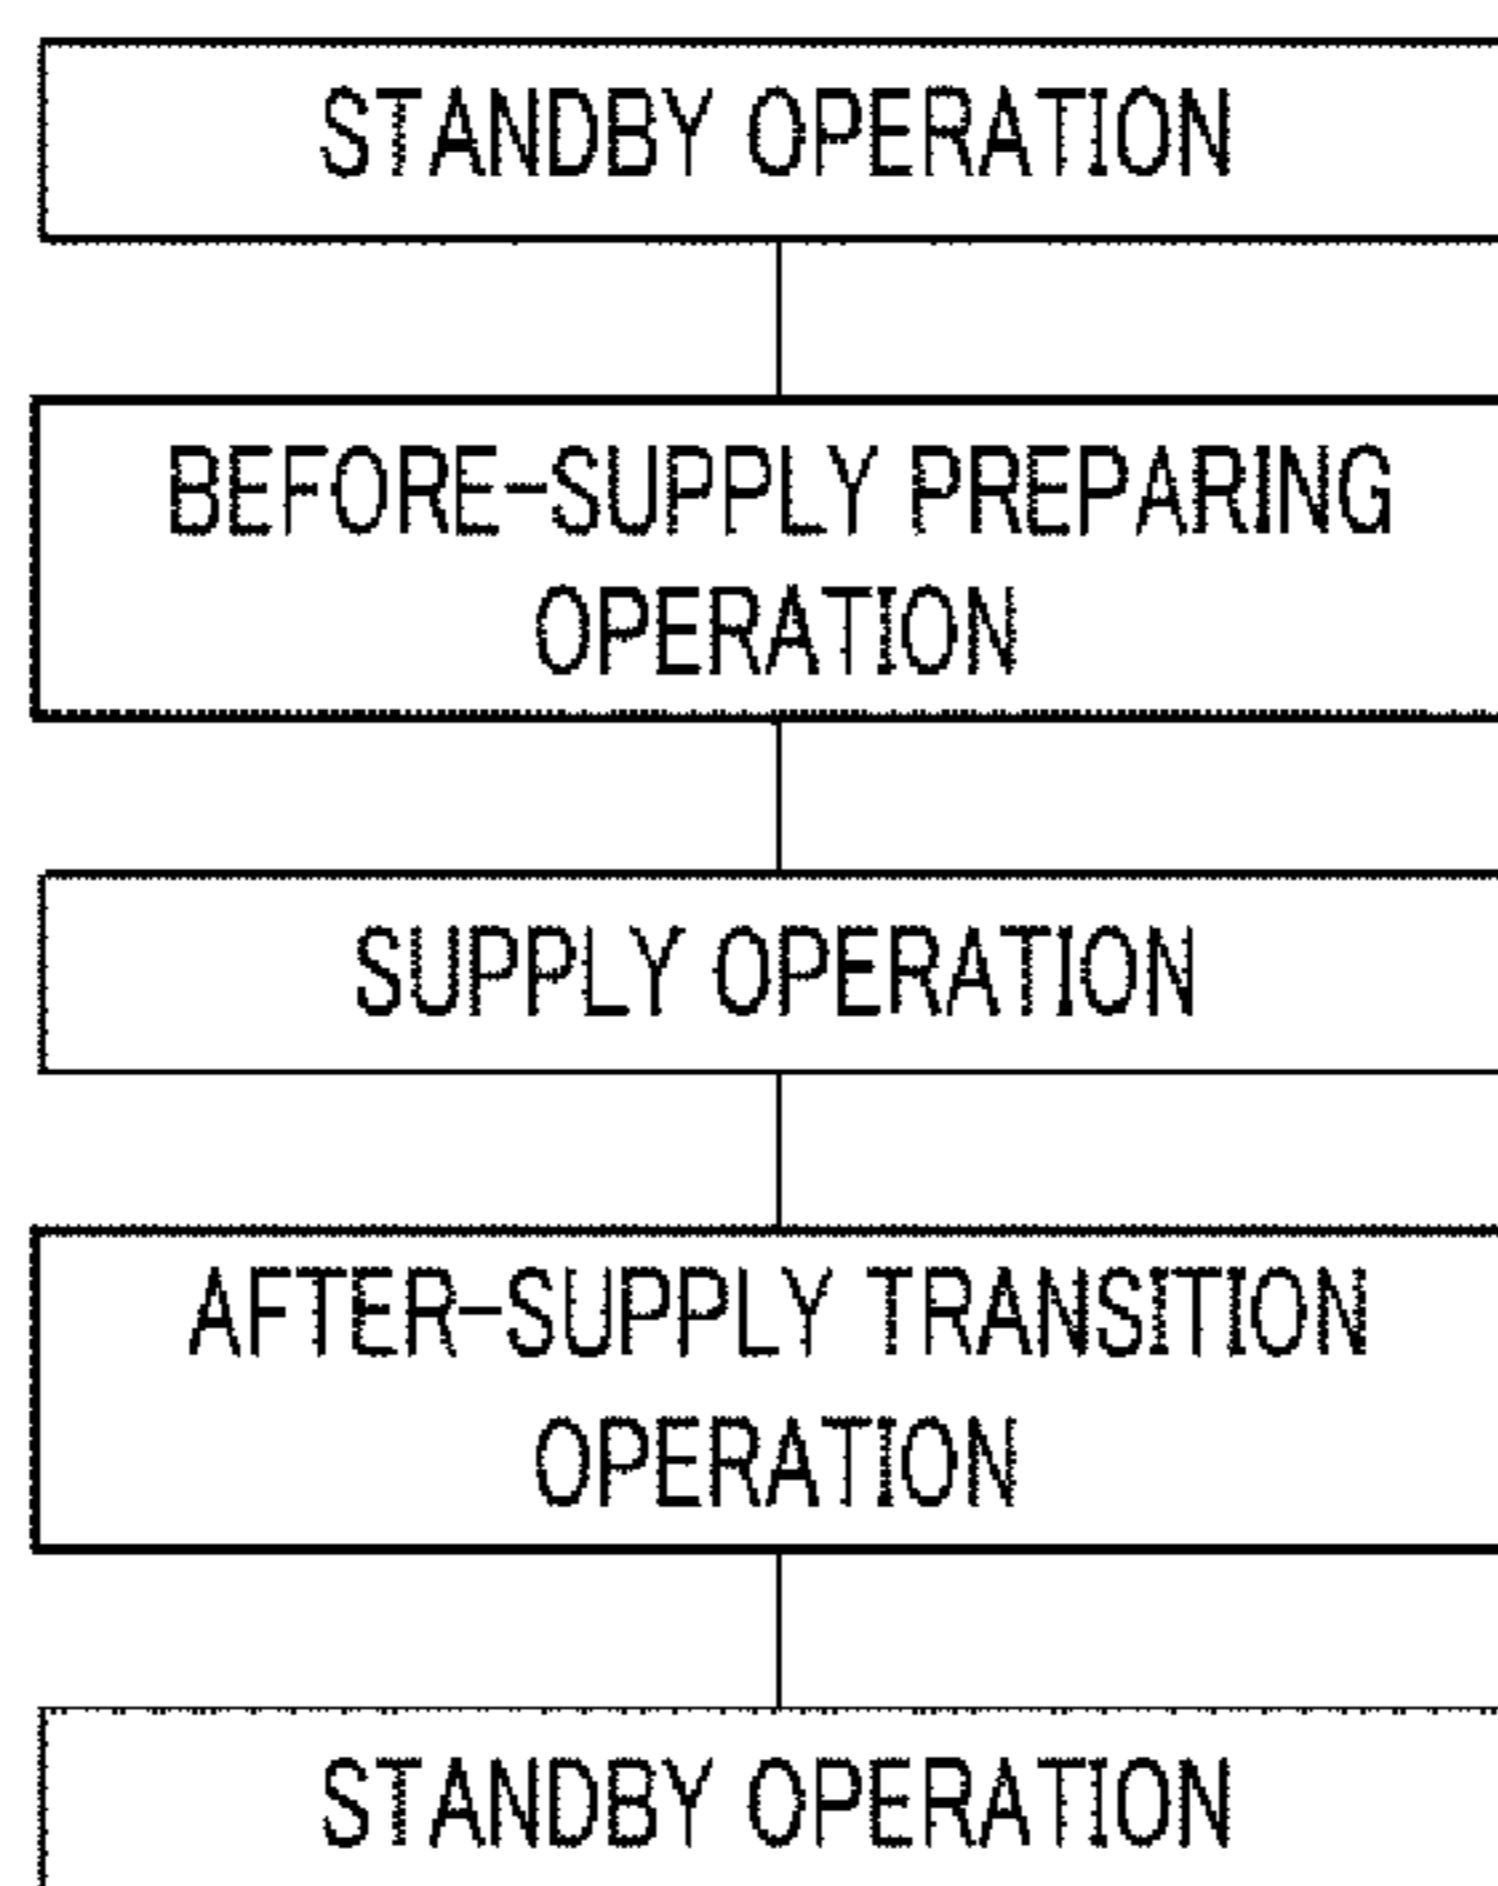 STANDBY OPERATION
BEFORE-SUPPLY PREPARING
OPERATION
SUPPLY OPERATION
AFTER-SUPPLY TRANSITION
OPERATION
STANDBY OPERATION